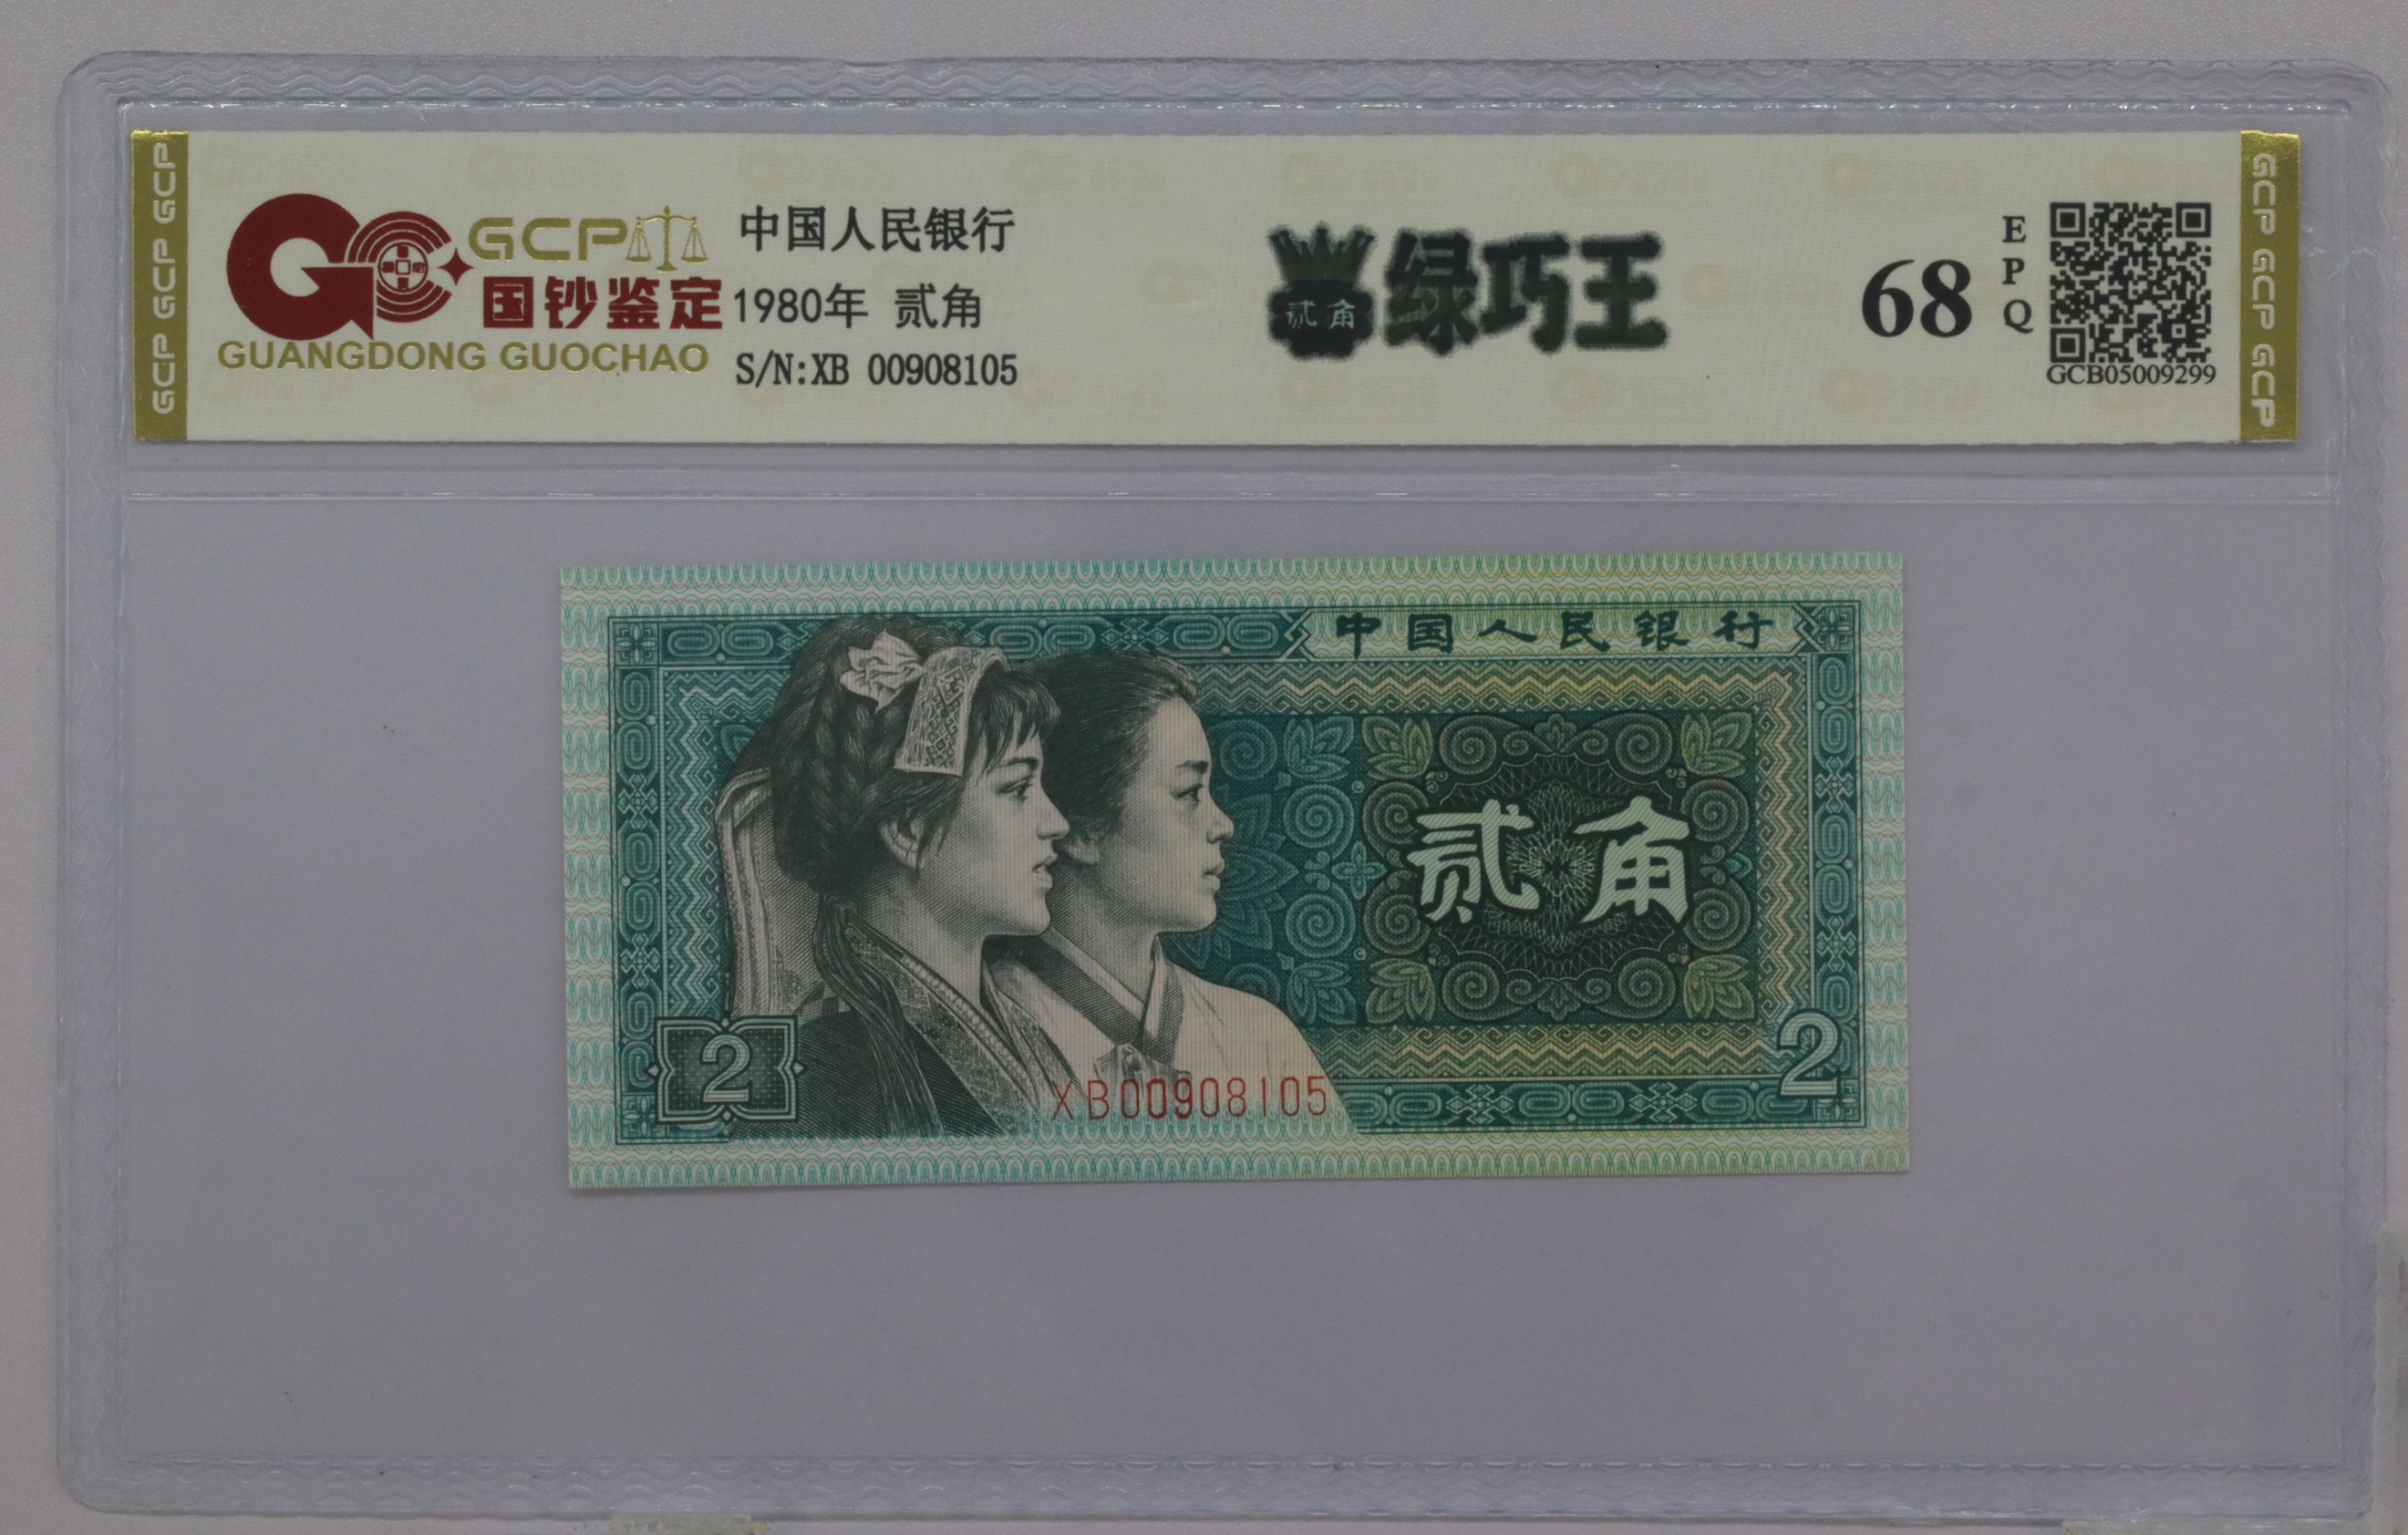 GCP GCP GCP
GCP
国钞鉴定
GUANGDONG GUOCHAO
中国人民银行
1980年 贰角
S/N:XB 00908105
贰角
绿巧王
68
EPQ
GCB05009299
GCP GCP GCP
中国人民银行
贰角
2
2
XB00908105